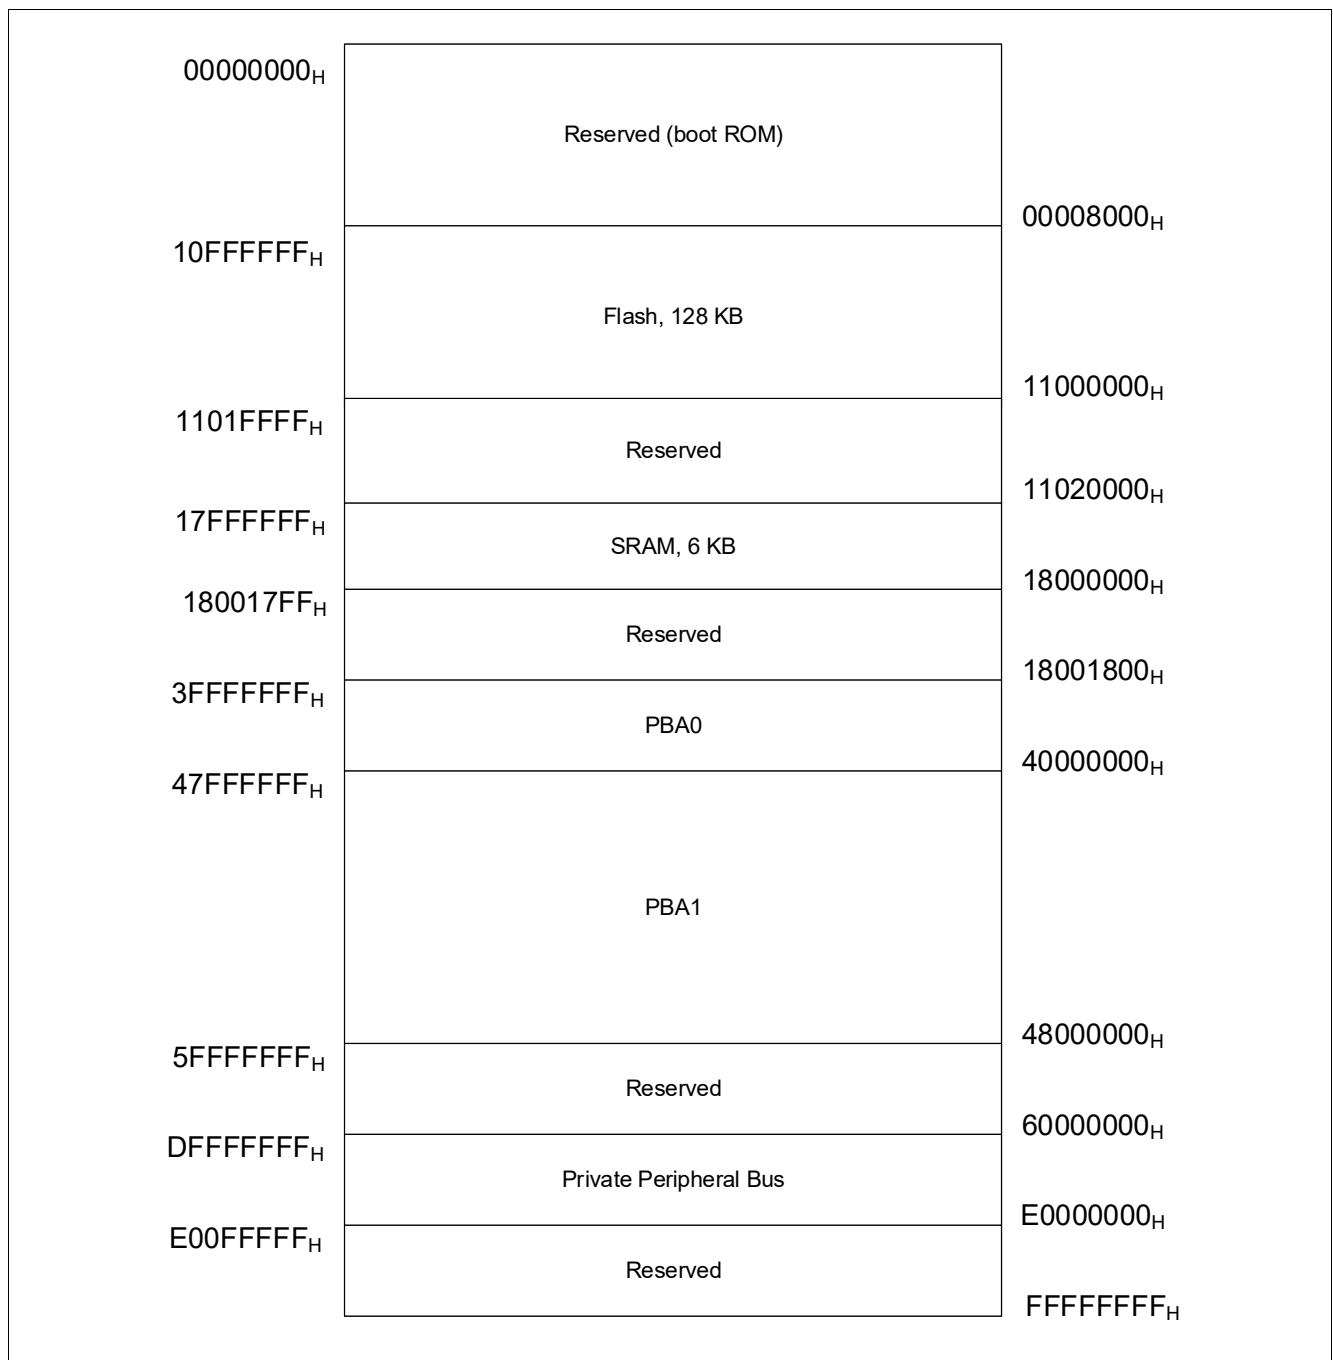 00000000H
Reserved (boot ROM)
00008000H
10FFFFFFH
Flash, 128 KB
11000000H
1101FFFFH
Reserved
11020000H
17FFFFFFH
SRAM, 6 KB
18000000H
180017FFH
Reserved
18001800H
3FFFFFFFH
PBA0
40000000H
47FFFFFFH
PBA1
48000000H
5FFFFFFFH
Reserved
60000000H
DFFFFFFFH
Private Peripheral Bus
E0000000H
E00FFFFFH
Reserved
FFFFFFFFH